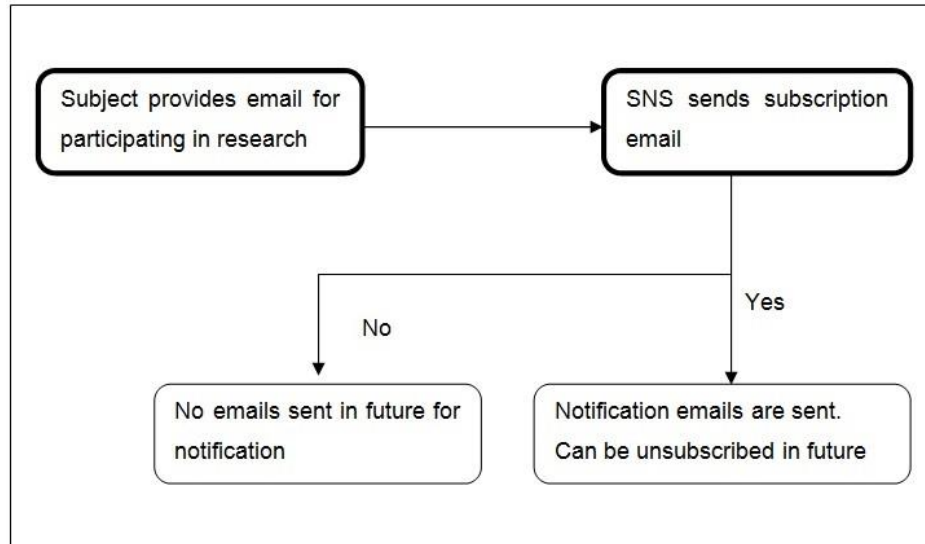 Subject provides email for
participating in research
SNS sends subscription
email
No
Yes
No emails sent in future for
notification
Notification emails are sent.
Can be unsubscribed in future